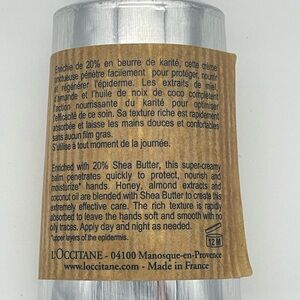 Enrichie de 20% en beurre de karité, cette crème
onctueuse pénètre facilement pour protéger, nourrir
et régénérer l'épiderme. Les extraits de miel,
d'amande et l'huile de noix de coco complètent
l'action nourrissante du karité pour optimiser
l'efficacité de ce soin. Sa texture riche est rapidement
absorbée et laisse les mains douces et confortables
sans aucun film gras.
S'utilise à tout moment de la journée.
Enriched with 20% Shea Butter, this super-creamy
balm penetrates quickly to protect, nourish and
moisturize* hands. Honey, almond extracts and
coconut oil are blended with Shea Butter to create this
extremely effective care. The rich texture is rapidly
absorbed to leave the hands soft and smooth with no
oily traces. Apply day and night as needed.
*upper layers of the epidermis.
12 M
L'OCCITANE - 04100 Manosque-en-Provence
www.loccitane.com - Made in France